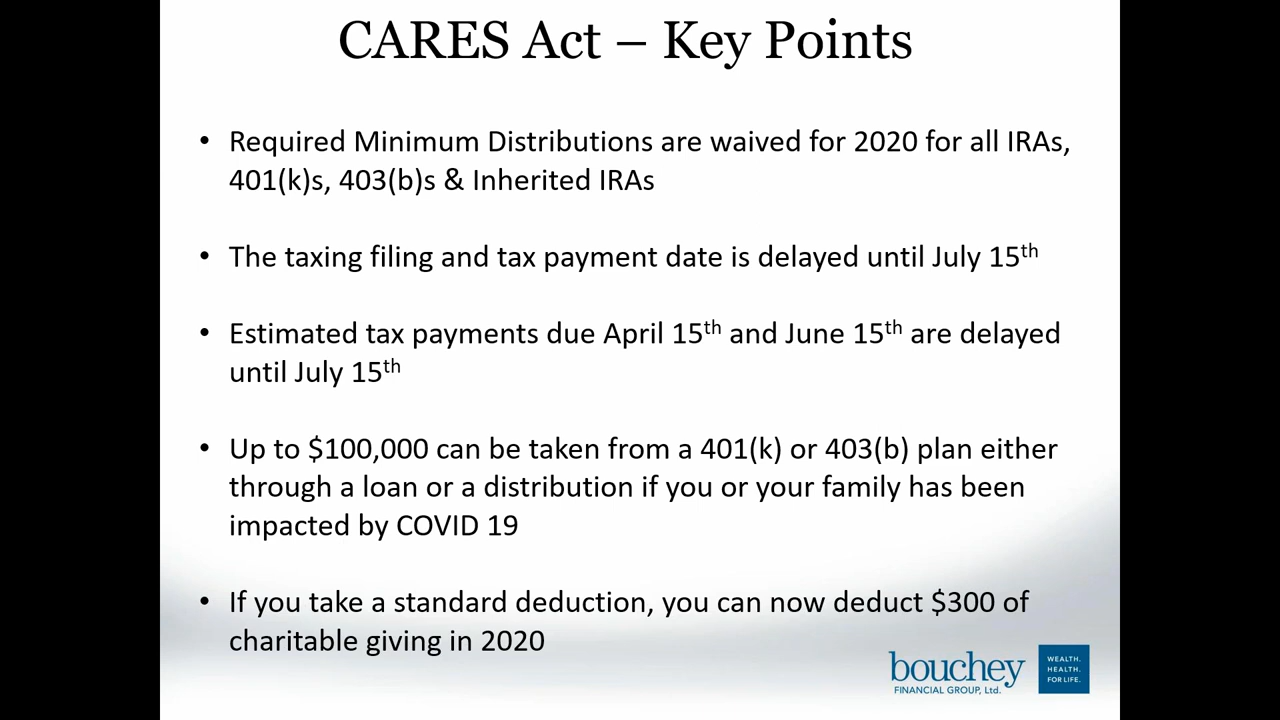 CARES Act – Key Points
• Required Minimum Distributions are waived for 2020 for all IRAs,
401(k)s, 403(b)s & Inherited IRAs
• The taxing filing and tax payment date is delayed until July 15th
• Estimated tax payments due April 15th and June 15th are delayed
until July 15th
• Up to $100,000 can be taken from a 401(k) or 403(b) plan either
through a loan or a distribution if you or your family has been
impacted by COVID 19
• If you take a standard deduction, you can now deduct $300 of
charitable giving in 2020
bouchey
FINANCIAL GROUP, Ltd.
WEALTH.
HEALTH.
FOR LIFE.